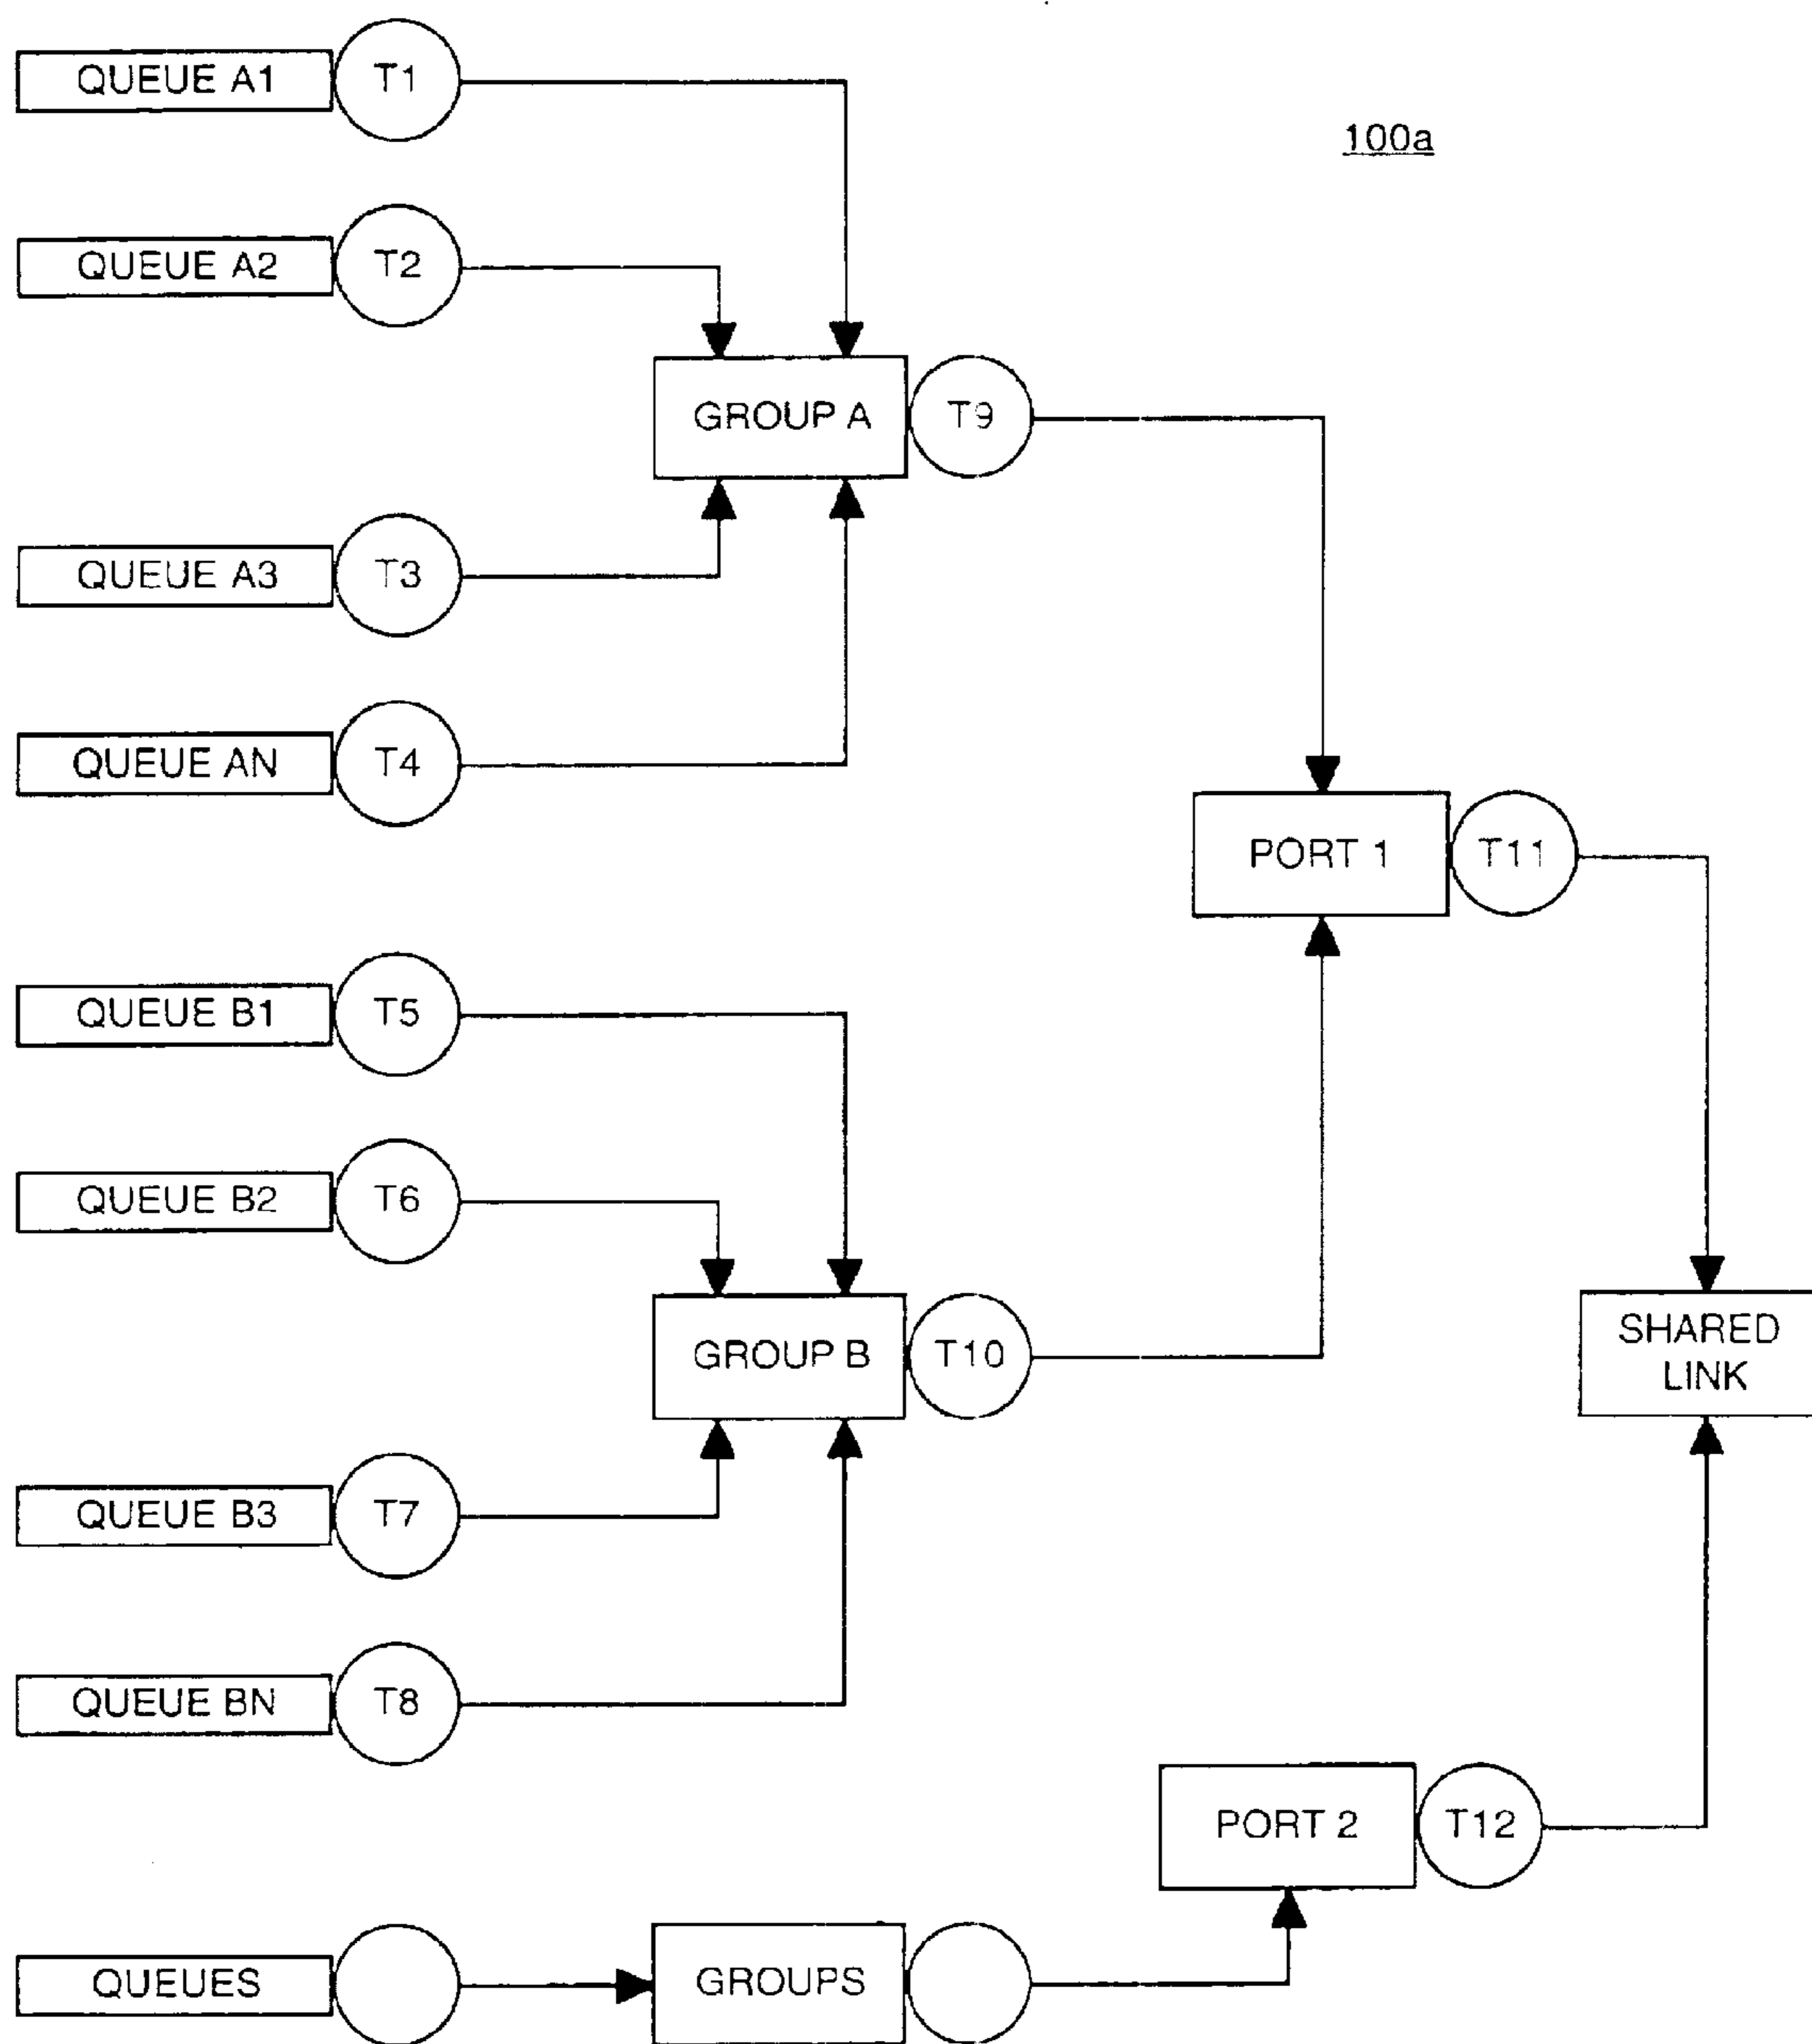 QUEUE A1 T1
100a
QUEUE A2 T2
GROUP A T9
QUEUE A3 T3
QUEUE AN T4
PORT 1 T11
QUEUE B1 T5
QUEUE B2 T6
GROUP B T10
SHARED
LINK
QUEUE B3 T7
QUEUE BN T8
PORT 2 T12
QUEUES
GROUPS